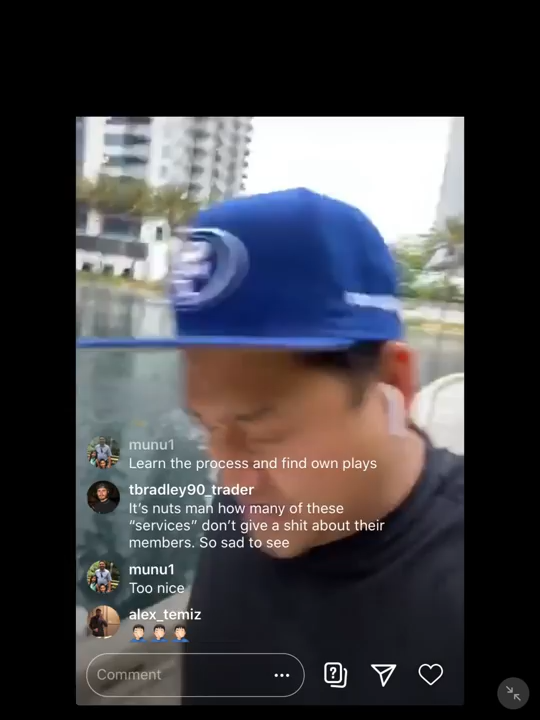 munu1
Learn the process and find own plays
tbradley90_trader
It’s nuts man how many of these
“services” don’t give a shit about their
members. So sad to see
munu1
Too nice
alex_temiz
🤦🏻‍♂️🤦🏻‍♂️🤦🏻‍♂️
Comment